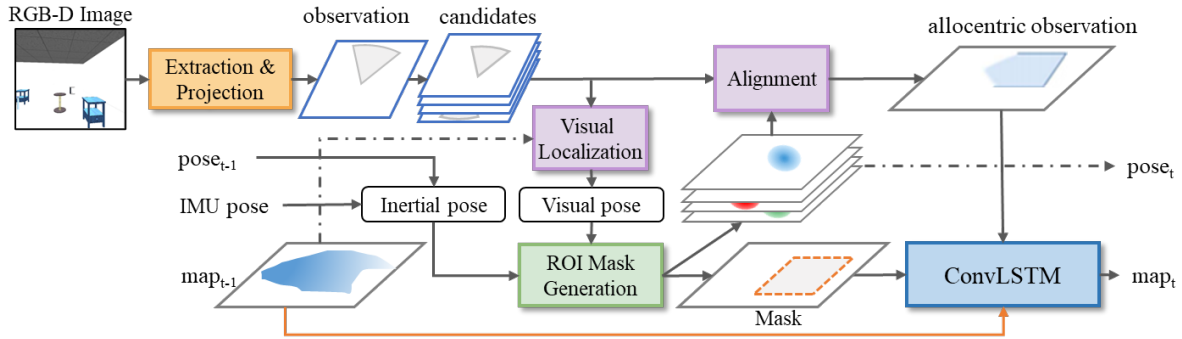 RGB-D Image
observation
candidates
allocentric observation
Extraction &
Projection
Alignment
Visual
Localization
pose_t-1
pose_t
IMU pose
Inertial pose
Visual pose
map_t-1
ROI Mask
Generation
ConvLSTM
map_t
Mask